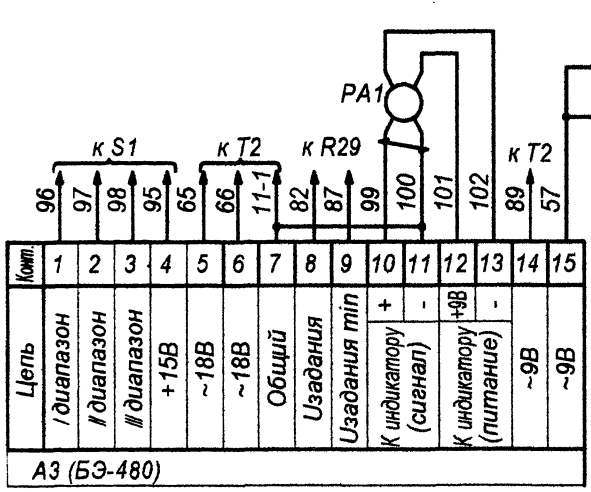 PA1
к S1
к T2
к R29
к T2
96
97
98
95
65
66
11-1
82
87
99
100
101
102
89
57
Конт. 1 2 3 4 5 6 7 8 9 10 11 12 13 14 15
Цепь
I диапазон
II диапазон
III диапазон
+15В
~18В
~18В
Общий
Uзадания
Uзадания min
+ - +9В -
К индикатору
(сигнал)
К индикатору
(питание)
~9В
~9В
А3 (БЭ-480)